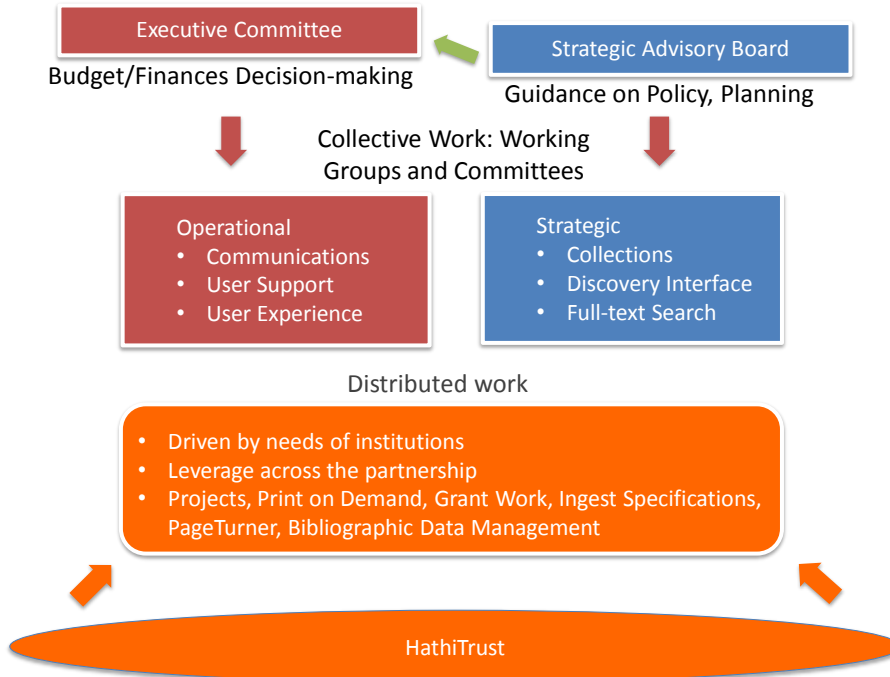 Executive Committee
Strategic Advisory Board
Budget/Finances Decision-making
Guidance on Policy, Planning
Collective Work: Working
Groups and Committees
Operational
• Communications
• User Support
• User Experience
Strategic
• Collections
• Discovery Interface
• Full-text Search
Distributed work
• Driven by needs of institutions
• Leverage across the partnership
• Projects, Print on Demand, Grant Work, Ingest Specifications,
PageTurner, Bibliographic Data Management
HathiTrust